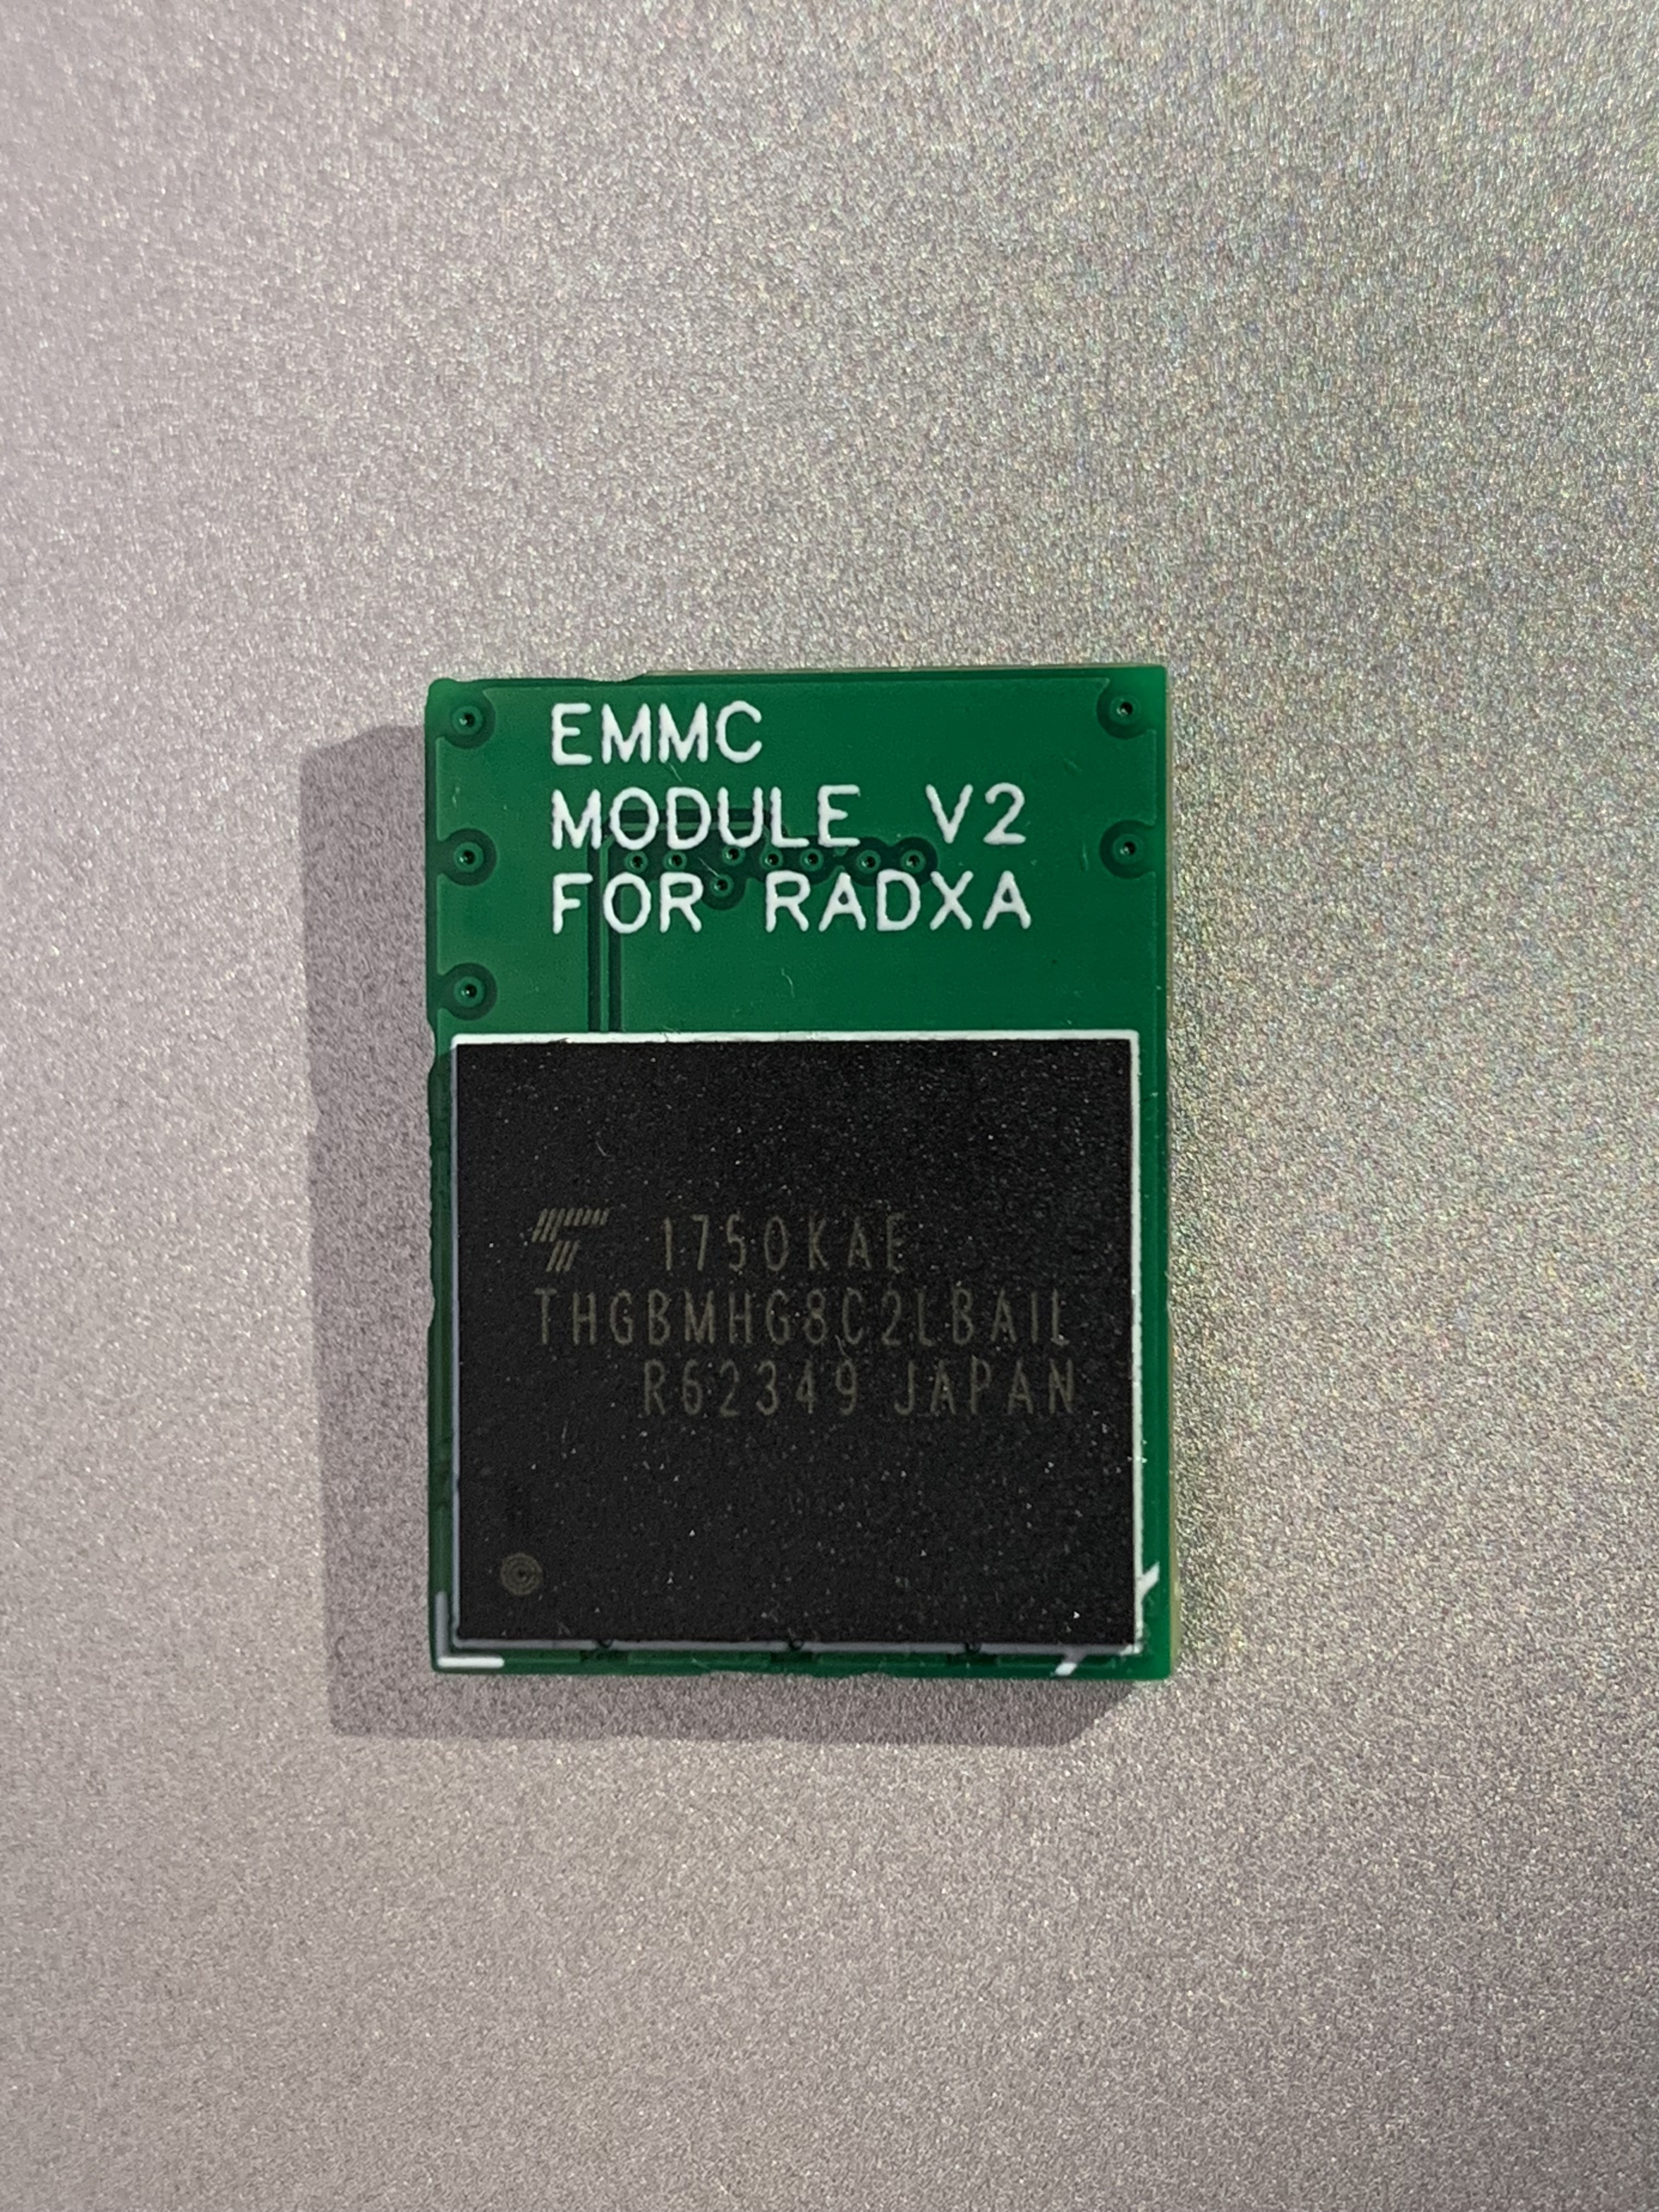 EMMC
MODULE V2
FOR RADXA
1750KAE
THGBMHG8C2LBAIL
R62349 JAPAN